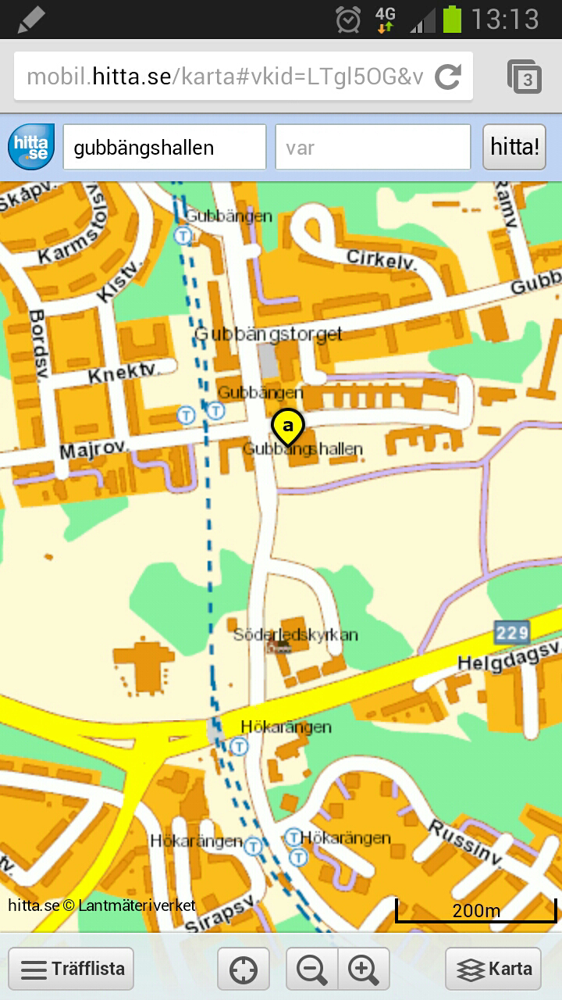 4G 13:13
mobil.hitta.se/karta#vkid=LTgl5OG&v
3
hitta.se
gubbängshallen
var
hitta!
Skåpv.
Karmstolsv.
Gubbängen
T
Ramv.
Cirkelv.
Kistv.
Gubb
Bordsv.
Gubbängstorget
Knektv.
Gubbängen
T
T
a
Majrov.
Gubbängshallen
229
Söderledskyrkan
Helgdagsv.
Hökarängen
T
Hökarängen
T
T
Hökarängen
T
Russinv.
tv.
Sirapsv.
hitta.se © Lantmäteriverket
200m
Träfflista
Karta